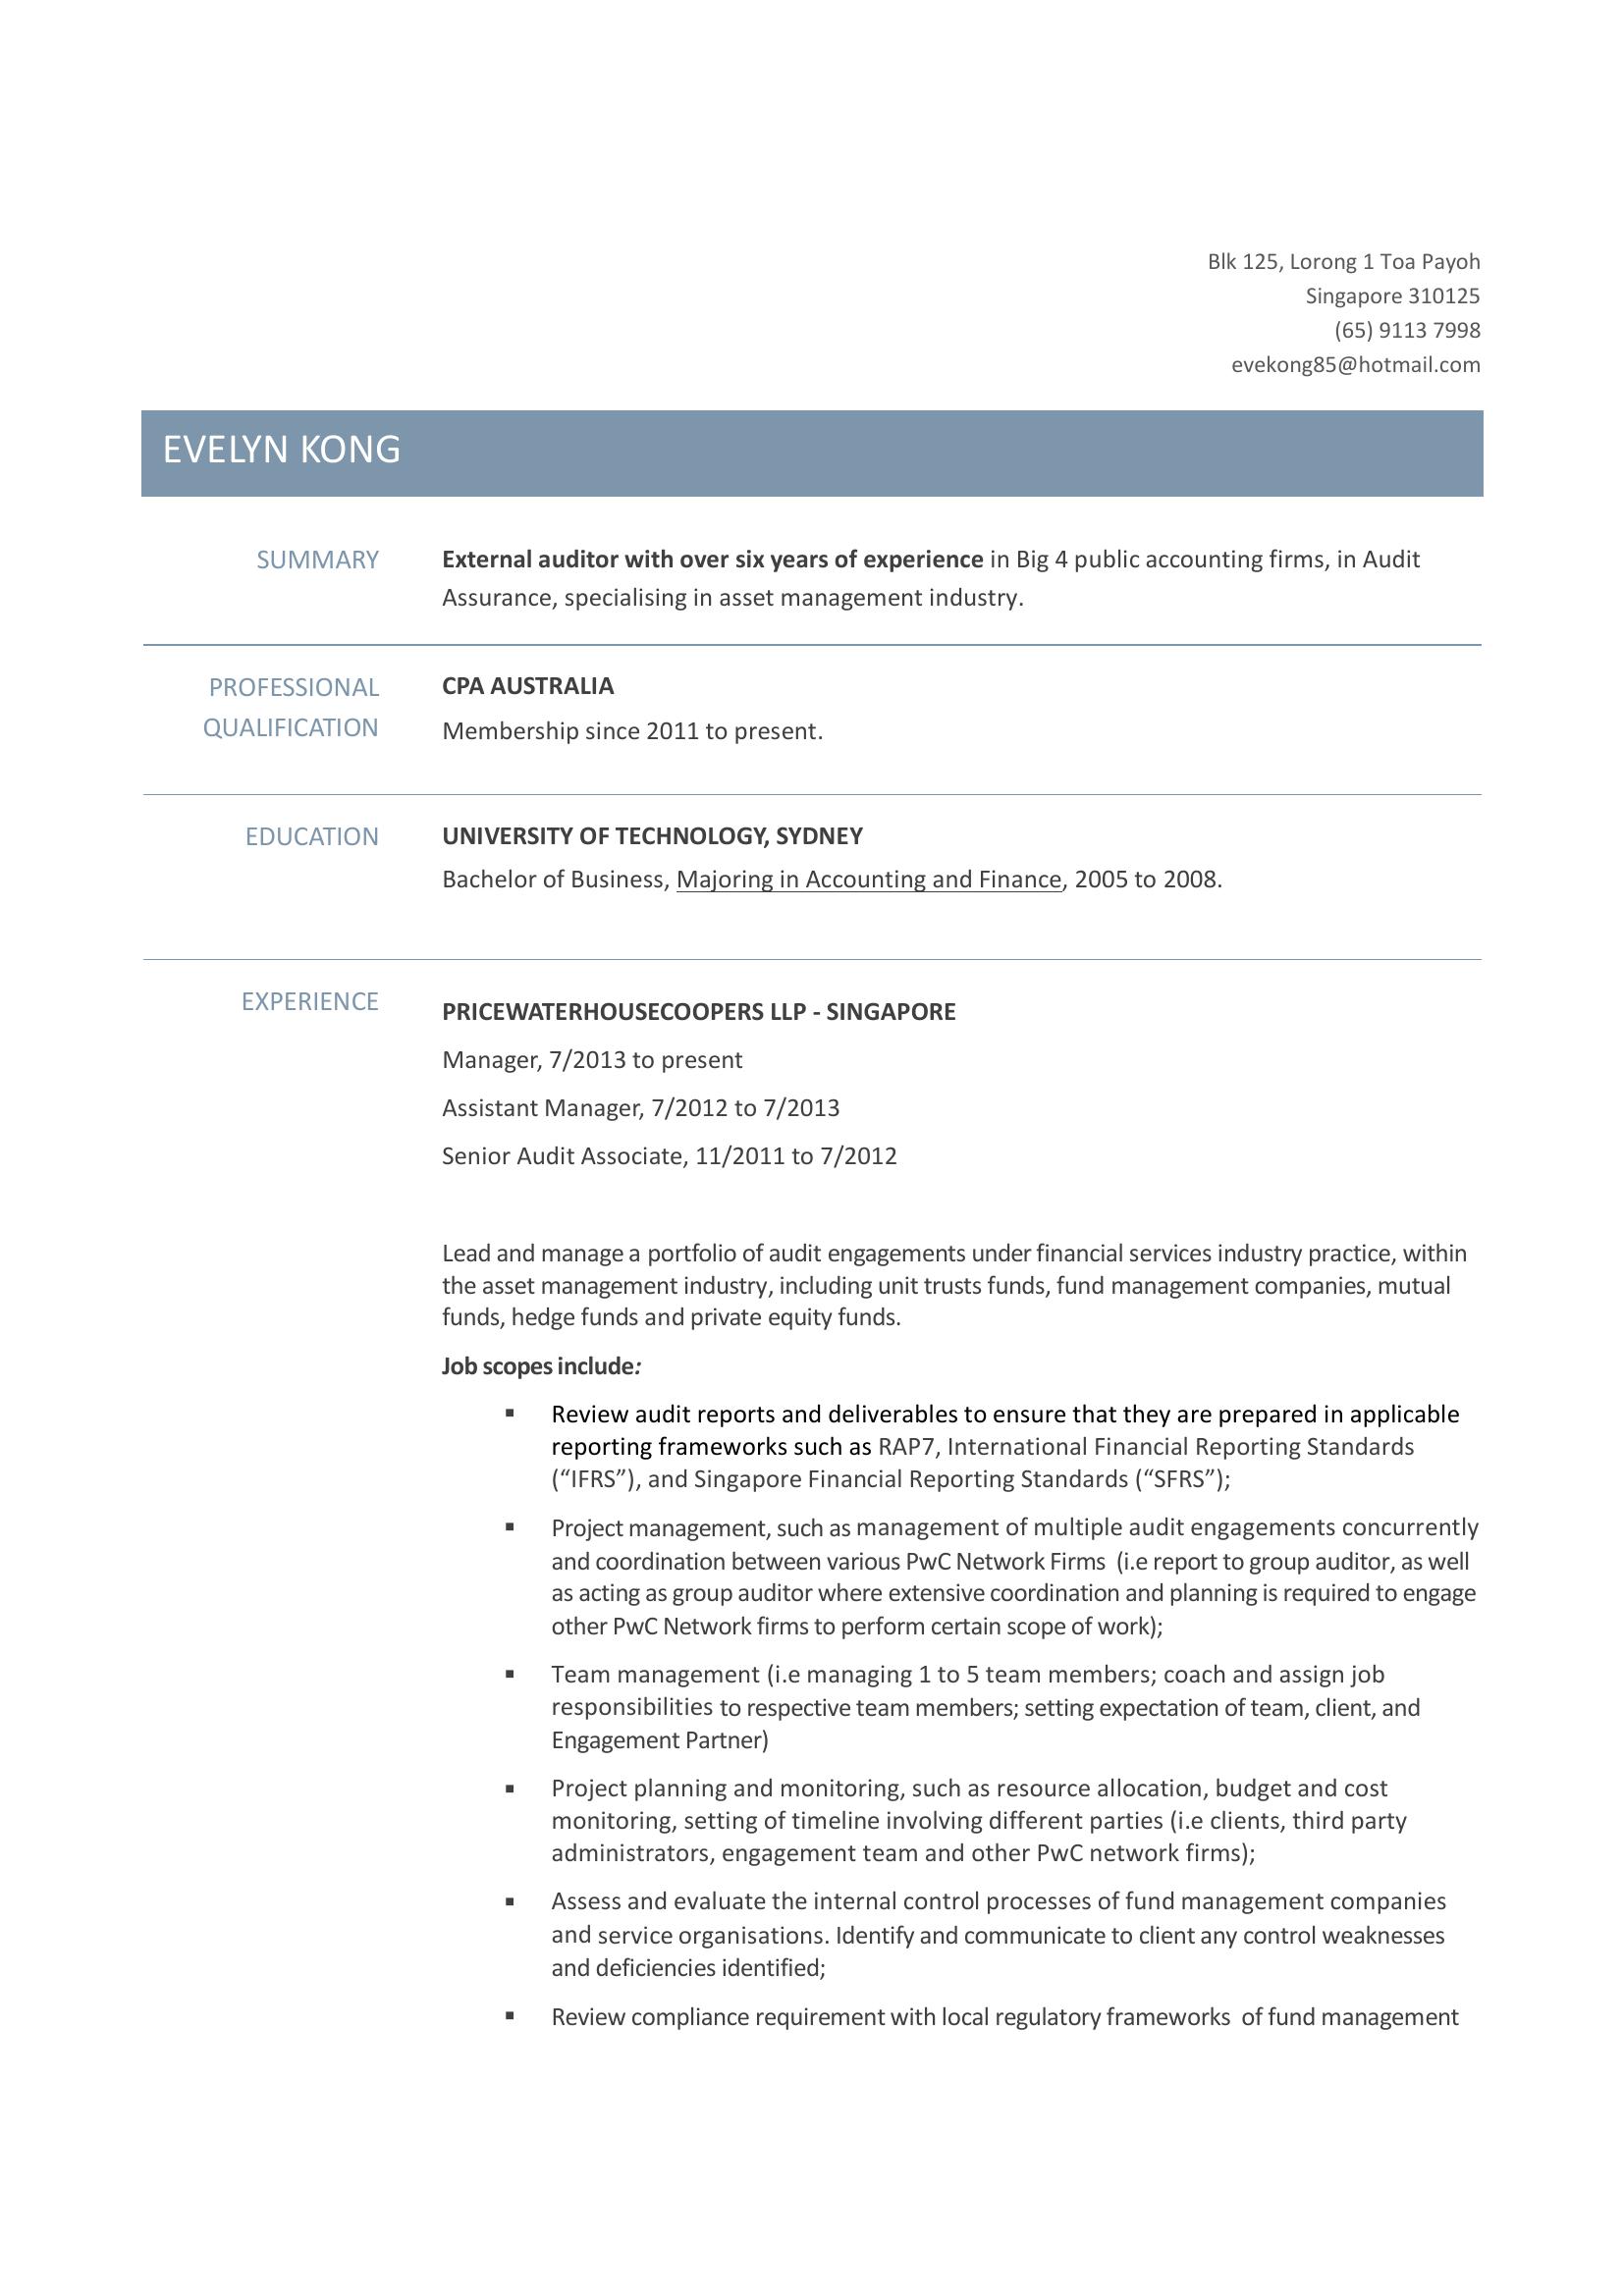 Blk 125, Lorong 1 Toa Payoh
Singapore 310125
(65) 9113 7998
evekong85@hotmail.com
EVELYN KONG
SUMMARY
External auditor with over six years of experience in Big 4 public accounting firms, in Audit
Assurance, specialising in asset management industry.
PROFESSIONAL
QUALIFICATION
CPA AUSTRALIA
Membership since 2011 to present.
EDUCATION
UNIVERSITY OF TECHNOLOGY, SYDNEY
Bachelor of Business, Majoring in Accounting and Finance, 2005 to 2008.
EXPERIENCE
PRICEWATERHOUSECOOPERS LLP - SINGAPORE
Manager, 7/2013 to present
Assistant Manager, 7/2012 to 7/2013
Senior Audit Associate, 11/2011 to 7/2012
Lead and manage a portfolio of audit engagements under financial services industry practice, within
the asset management industry, including unit trusts funds, fund management companies, mutual
funds, hedge funds and private equity funds.
Job scopes include:
▪ Review audit reports and deliverables to ensure that they are prepared in applicable
reporting frameworks such as RAP7, International Financial Reporting Standards
(“IFRS”), and Singapore Financial Reporting Standards (“SFRS”);
▪ Project management, such as management of multiple audit engagements concurrently
and coordination between various PwC Network Firms (i.e report to group auditor, as well
as acting as group auditor where extensive coordination and planning is required to engage
other PwC Network firms to perform certain scope of work);
▪ Team management (i.e managing 1 to 5 team members; coach and assign job
responsibilities to respective team members; setting expectation of team, client, and
Engagement Partner)
▪ Project planning and monitoring, such as resource allocation, budget and cost
monitoring, setting of timeline involving different parties (i.e clients, third party
administrators, engagement team and other PwC network firms);
▪ Assess and evaluate the internal control processes of fund management companies
and service organisations. Identify and communicate to client any control weaknesses
and deficiencies identified;
▪ Review compliance requirement with local regulatory frameworks of fund management